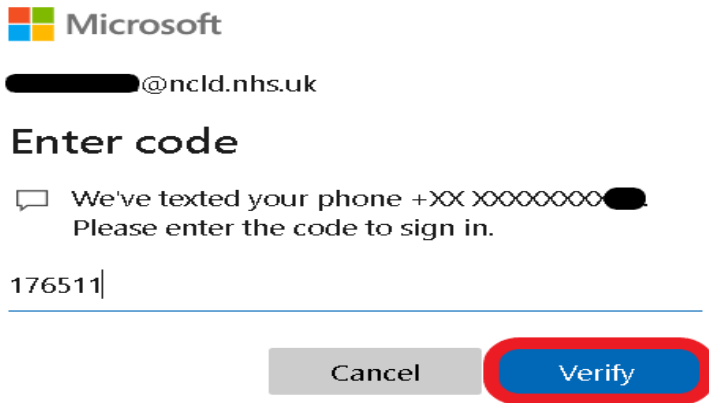 Microsoft
@ncld.nhs.uk
Enter code
We've texted your phone +XX XXXXXXXX
Please enter the code to sign in.
176511
Cancel
Verify